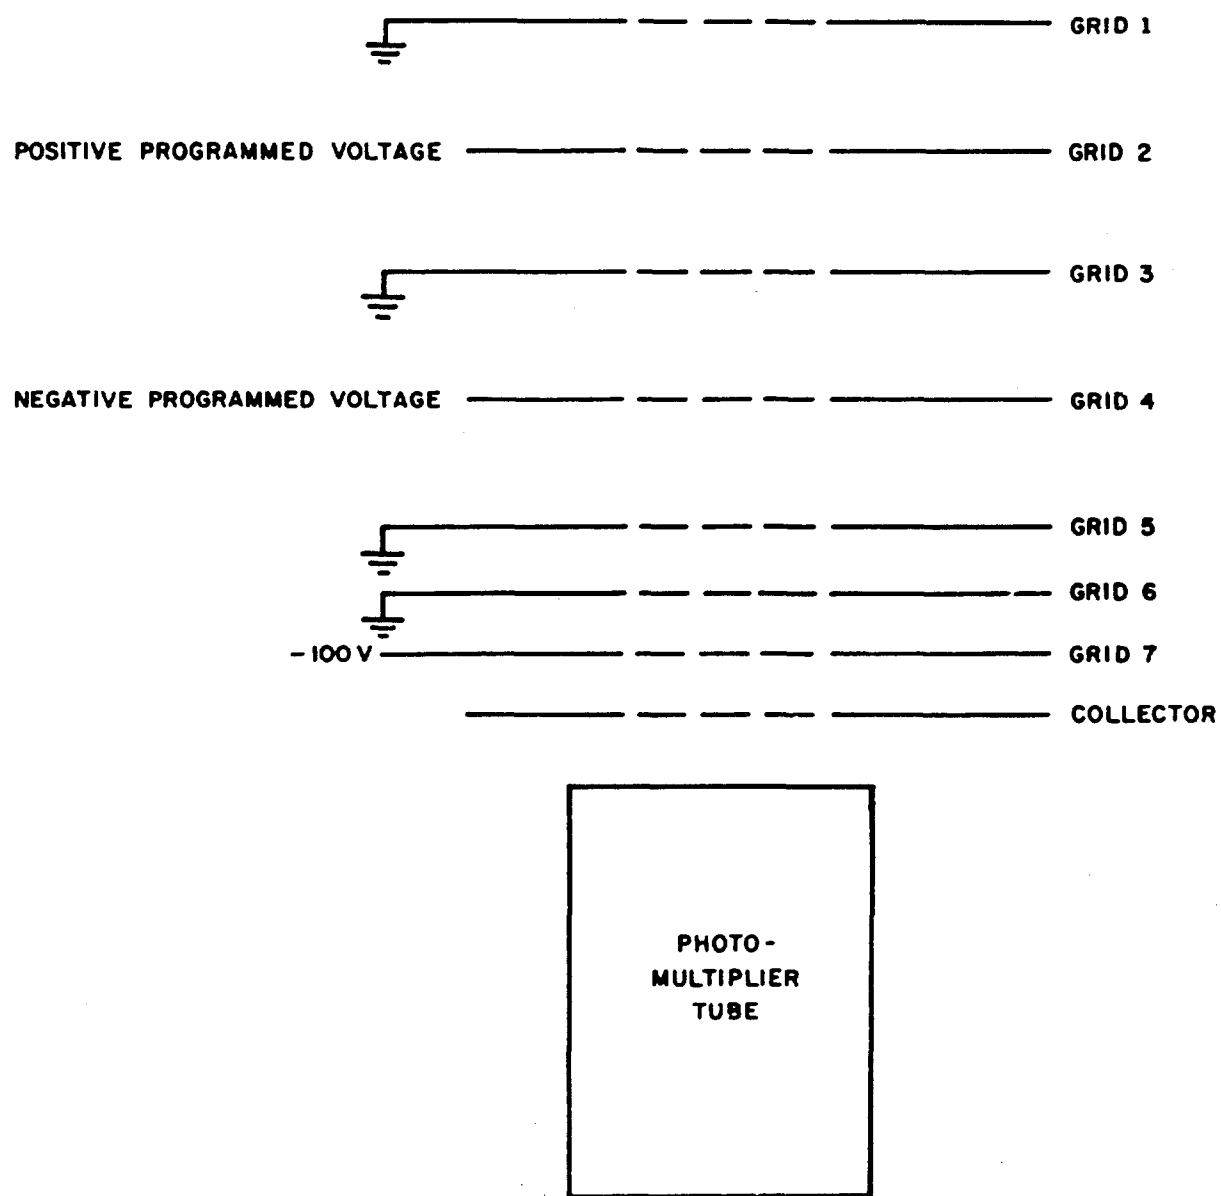 GRID 1
POSITIVE PROGRAMMED VOLTAGE GRID 2
GRID 3
NEGATIVE PROGRAMMED VOLTAGE GRID 4
GRID 5
GRID 6
-100 V GRID 7
COLLECTOR
PHOTO-
MULTIPLIER
TUBE